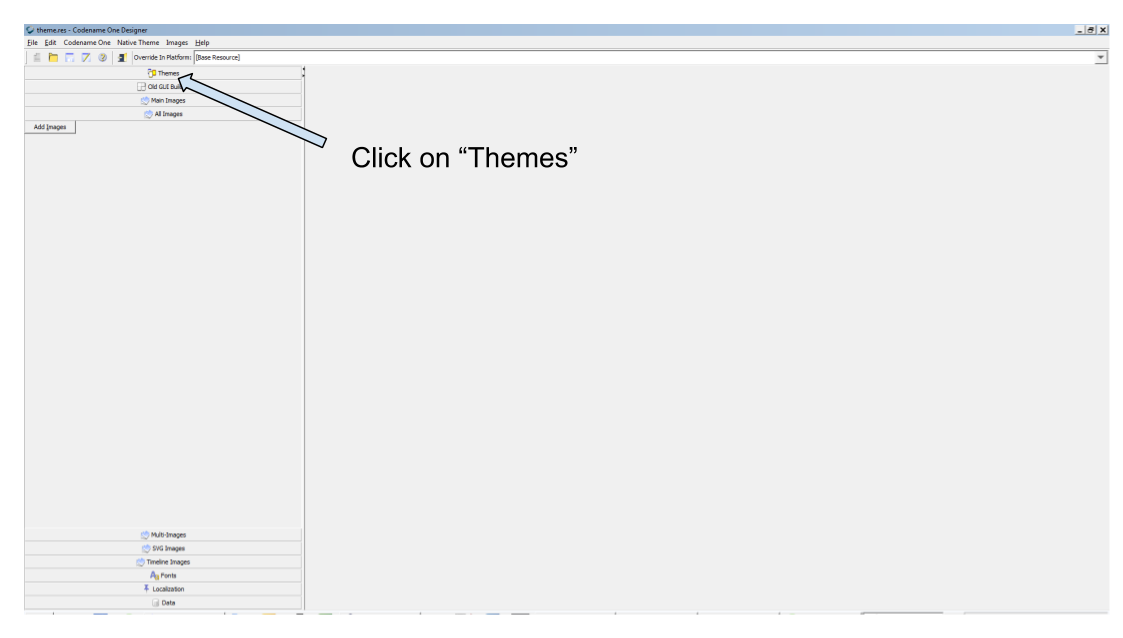 theme.res - Codename One Designer
File Edit Codename One Native Theme Images Help
Override In Platform: [Base Resource]
Themes
Old GUI Buil
Main Images
All Images
Add Images
Click on “Themes”
Multi-Images
SVG Images
Timeline Images
Fonts
Localization
Data